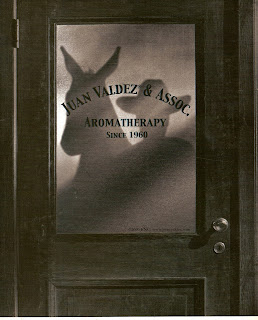 JUAN VALDEZ & ASSOC.
AROMATHERAPY
SINCE 1960